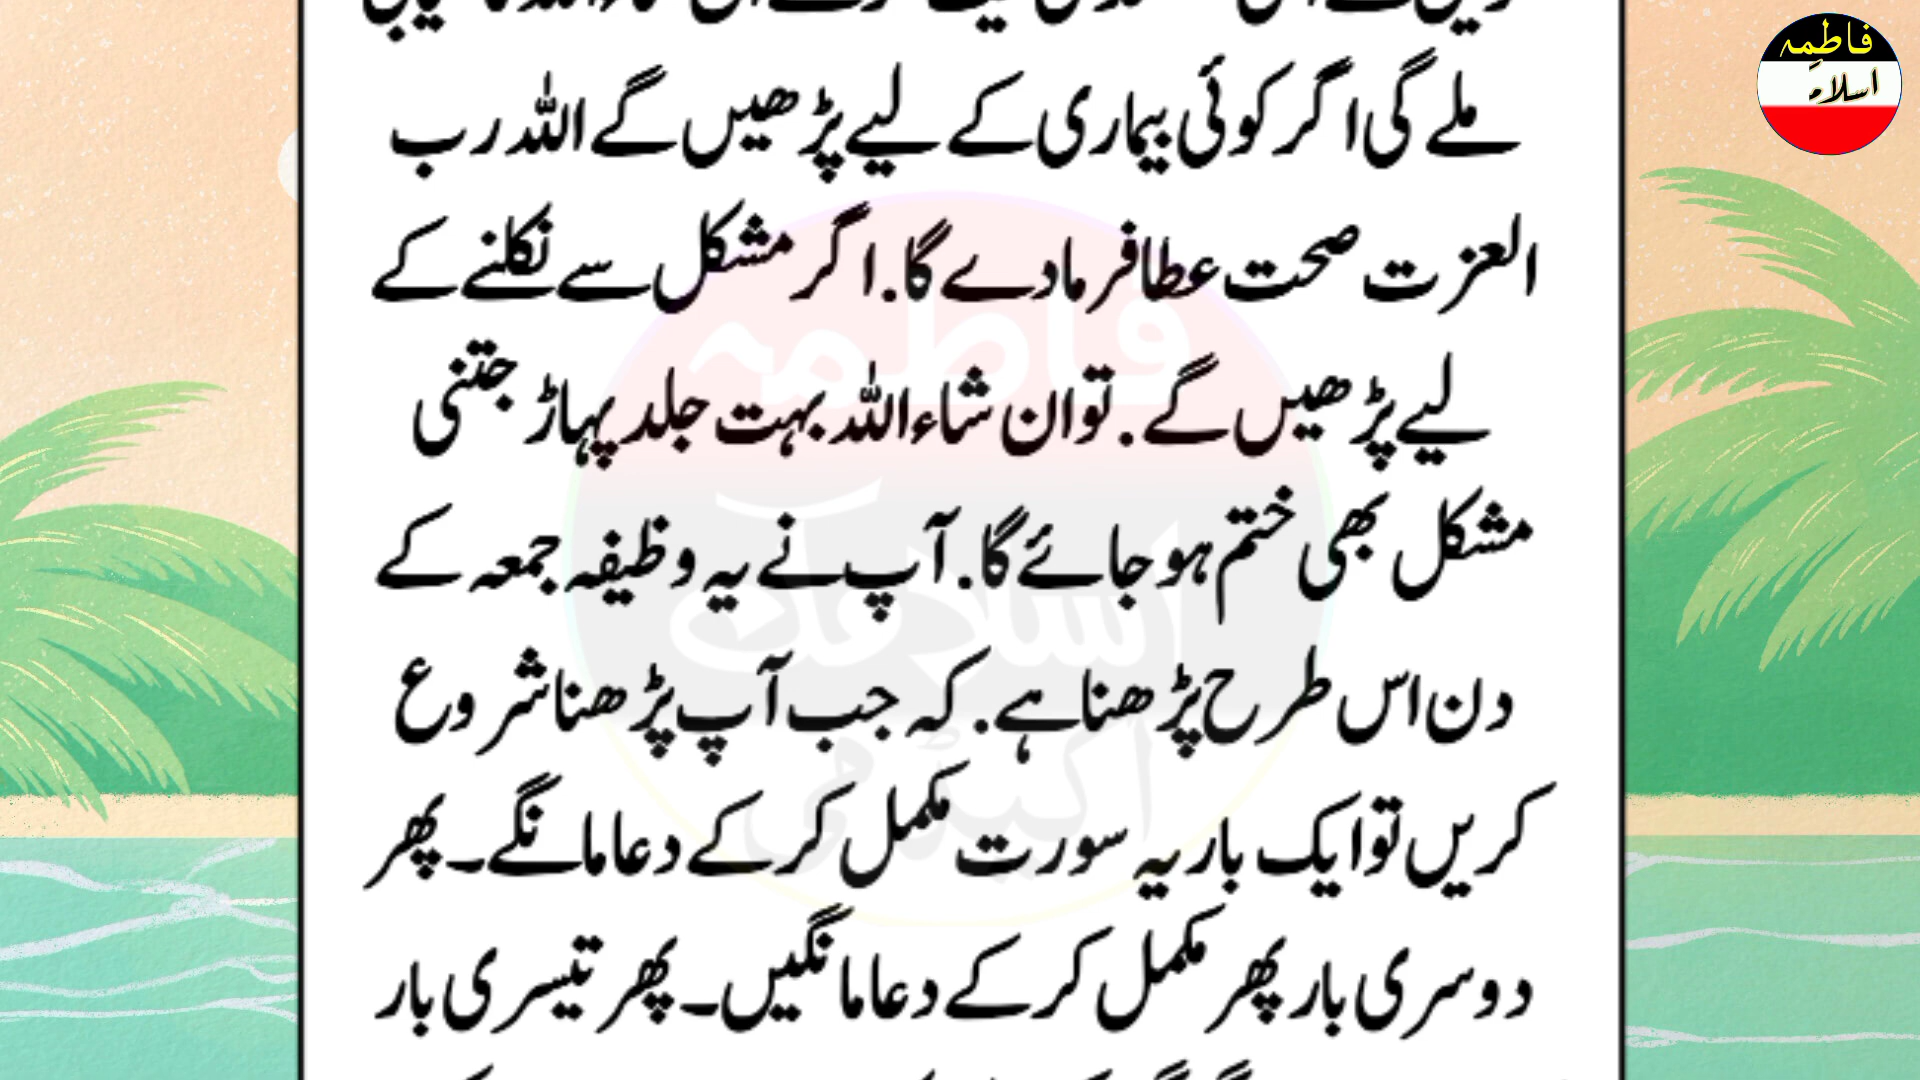 ملے گی اگر کوئی بیماری کے لیے پڑھیں گے اللہ رب
العزت صحت عطا فرما دے گا. اگر مشکل سے نکلنے کے
لیے پڑھیں گے. تو ان شاءاللہ بہت جلد پہاڑ جتنی
مشکل بھی ختم ہو جائے گا. آپ نے یہ وظیفہ جمعہ کے
دن اس طرح پڑھنا ہے. کہ جب آپ پڑھنا شروع
کریں تو ایک بار یہ سورت مکمل کر کے دعا مانگے۔ پھر
دوسری بار پھر مکمل کر کے دعا مانگیں۔ پھر تیسری بار
فاطمہ
اسلامک
اکیڈمی
فاطمہ